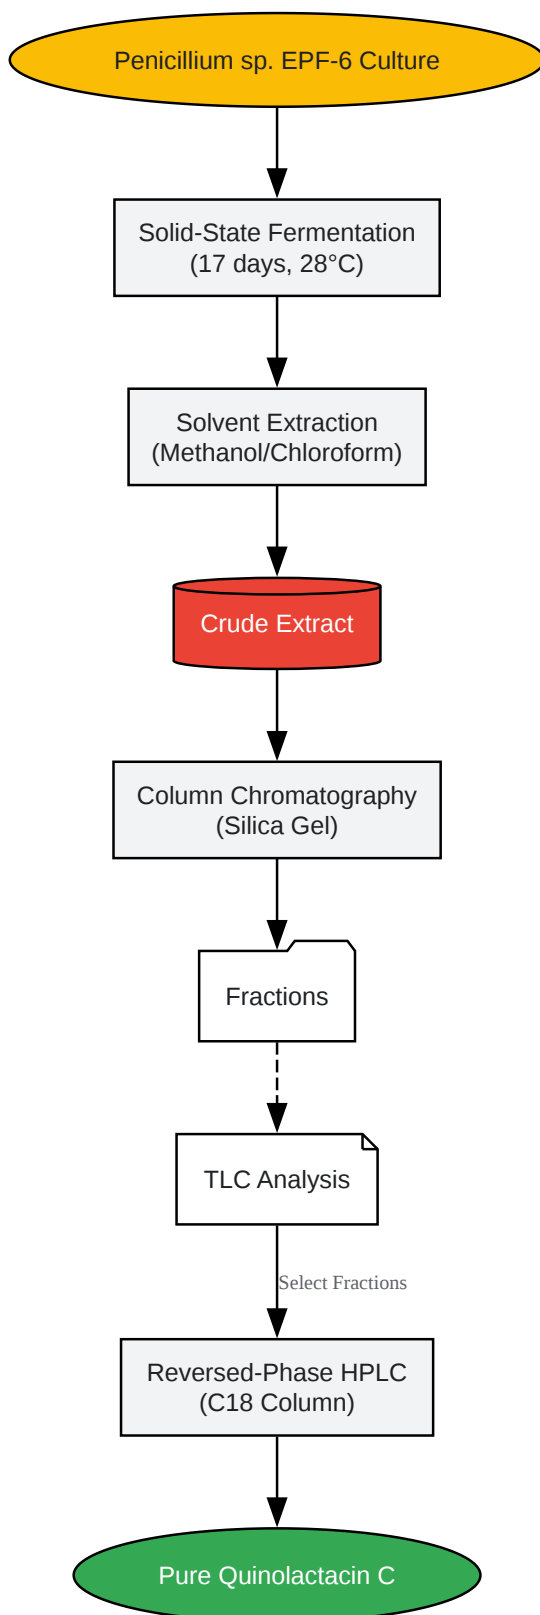 Penicillium sp. EPF-6 Culture
Solid-State Fermentation
(17 days, 28°C)
Solvent Extraction
(Methanol/Chloroform)
Crude Extract
Column Chromatography
(Silica Gel)
Fractions
TLC Analysis
Select Fractions
Reversed-Phase HPLC
(C18 Column)
Pure Quinolactacin C